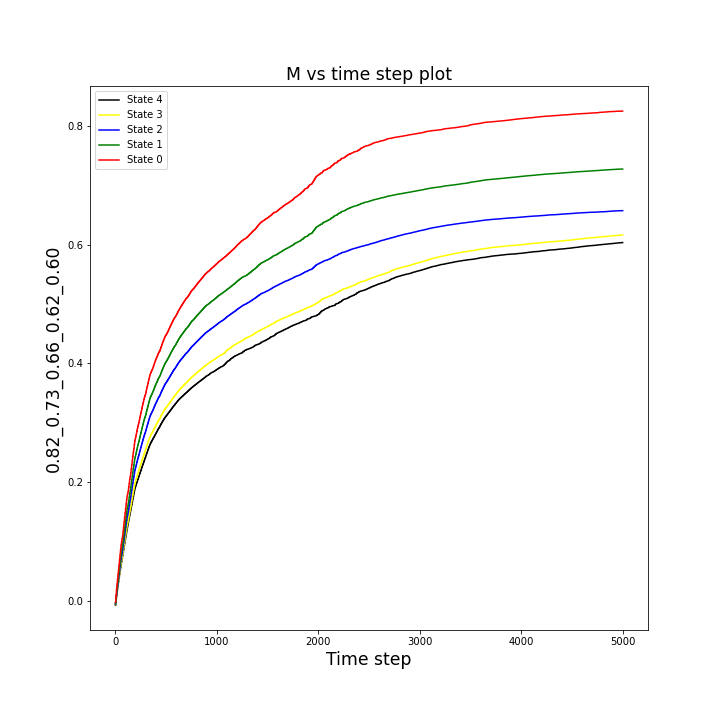 M vs time step plot
State 4
State 3
State 2
State 1
State 0
0.82_0.73_0.66_0.62_0.60
0.8
0.6
0.4
0.2
0.0
0
1000
2000
3000
4000
5000
Time step